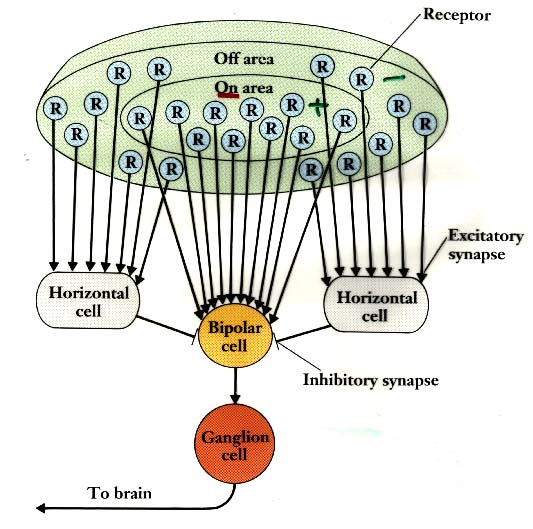 Receptor
Off area
R R R R −
On area
R R R R R R R + R R
R R R R R R R
R R R R
Excitatory
synapse
Horizontal
cell
Horizontal
cell
Bipolar
cell
Inhibitory synapse
Ganglion
cell
To brain